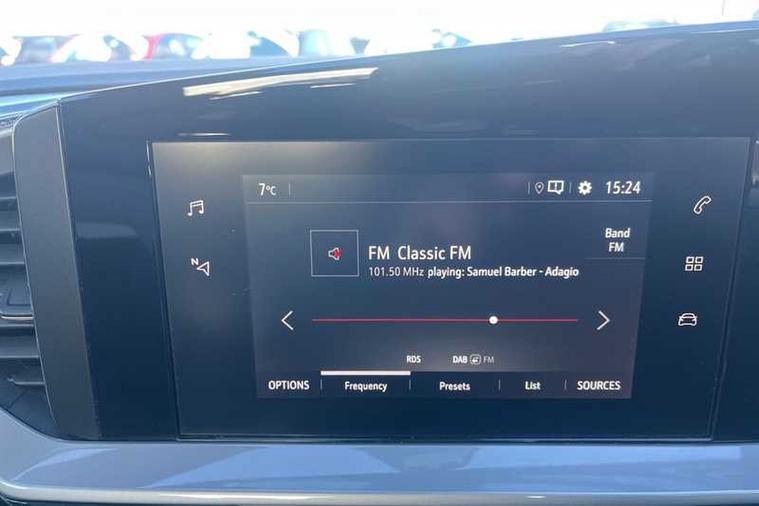 7°C
15:24
Band
FM
FM Classic FM
101.50 MHz playing: Samuel Barber - Adagio
N
RDS
DAB FM
OPTIONS Frequency Presets List SOURCES